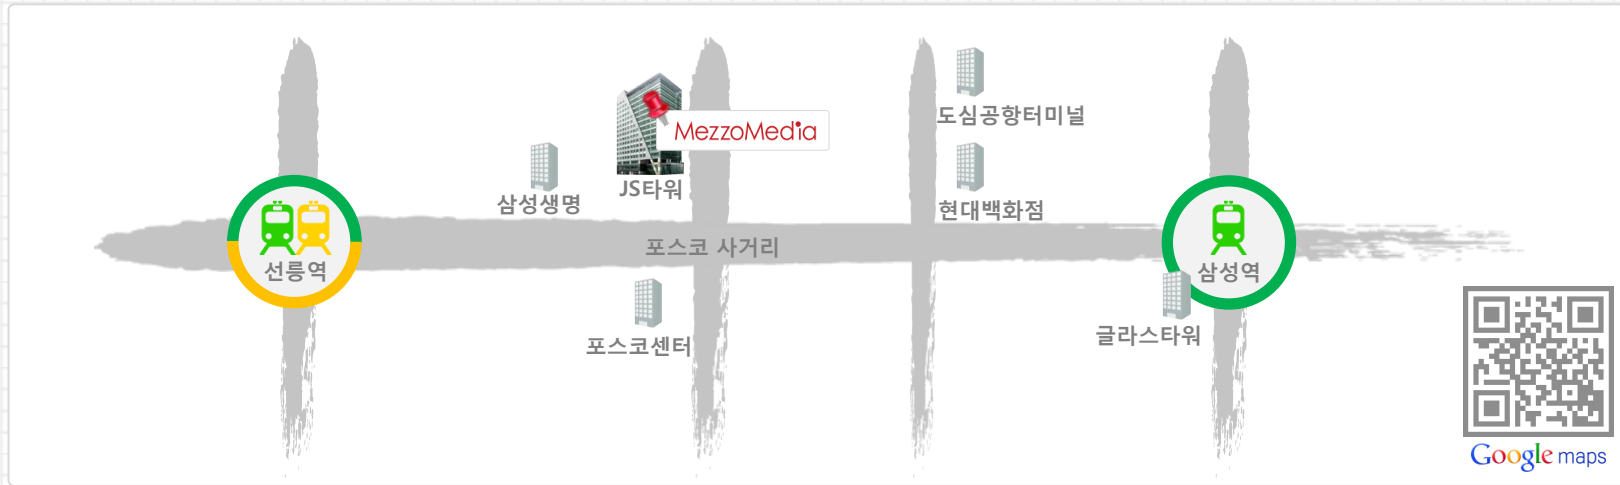 도심공항터미널
MezzoMedia
JS타워
삼성생명
현대백화점
포스코 사거리
선릉역
삼성역
글라스타워
포스코센터
Google maps